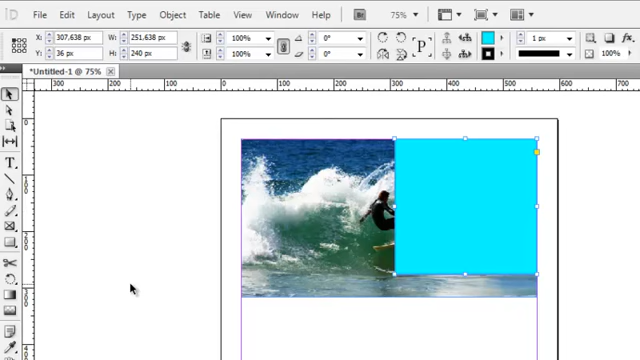 File Edit Layout Type Object Table View Window Help 75%
X: 307,638 px W: 251,638 px 100% 0° 1 px fx.
Y: 36 px H: 240 px 100% 0° P
*Untitled-1 @ 75%
300 200 100 0 100 200 300 400 500 600 700